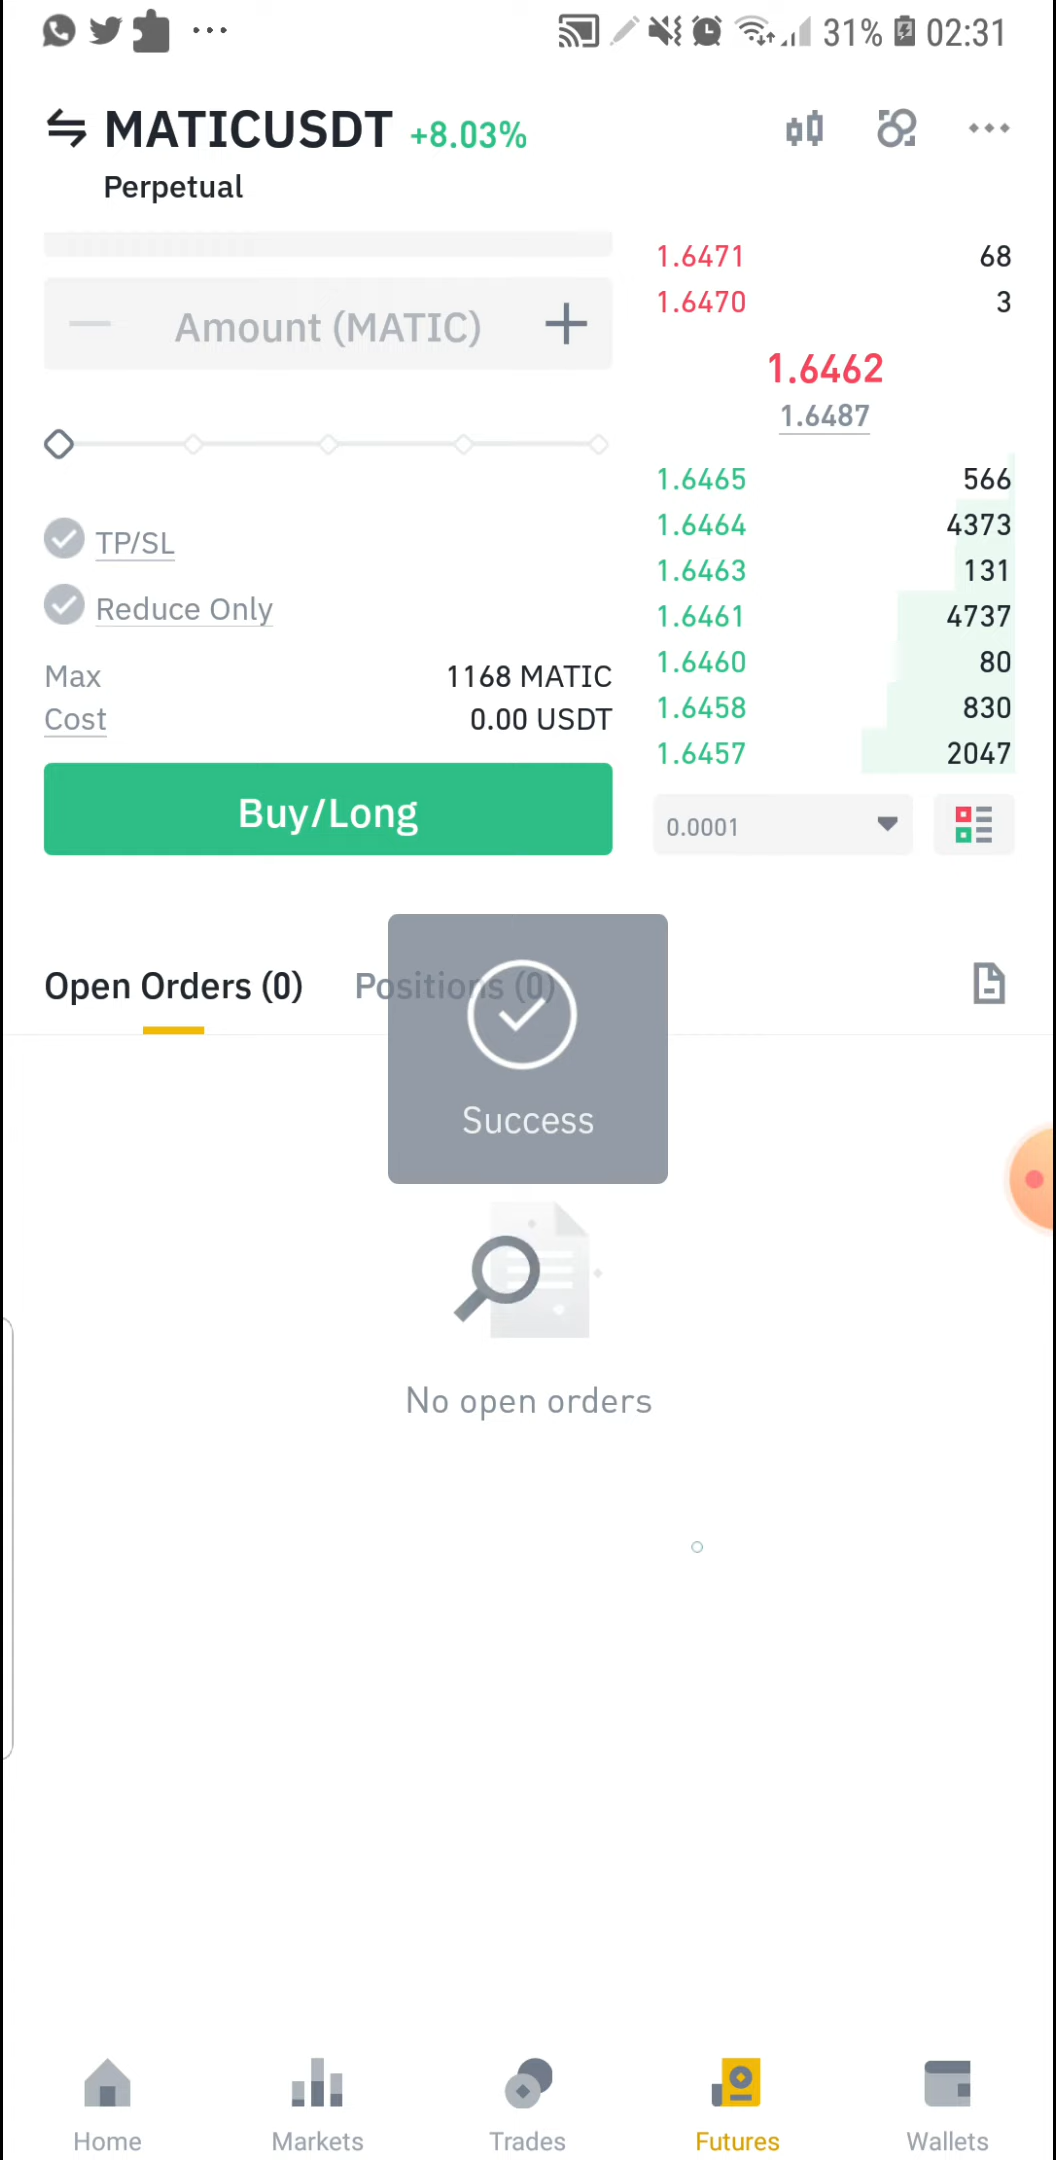 31% 02:31
MATICUSDT +8.03%
Perpetual
Amount (MATIC)
TP/SL
Reduce Only
Max 1168 MATIC
Cost 0.00 USDT
Buy/Long
1.6471 68
1.6470 3
1.6462
1.6487
1.6465 566
1.6464 4373
1.6463 131
1.6461 4737
1.6460 80
1.6458 830
1.6457 2047
0.0001
Open Orders (0) Positions (0)
Success
No open orders
Home Markets Trades Futures Wallets